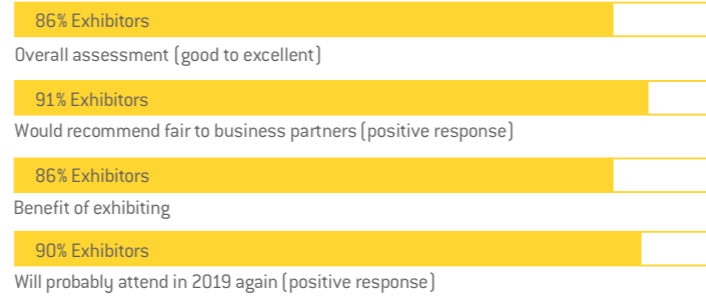 86% Exhibitors
Overall assessment (good to excellent)
91% Exhibitors
Would recommend fair to business partners (positive response)
86% Exhibitors
Benefit of exhibiting
90% Exhibitors
Will probably attend in 2019 again (positive response)